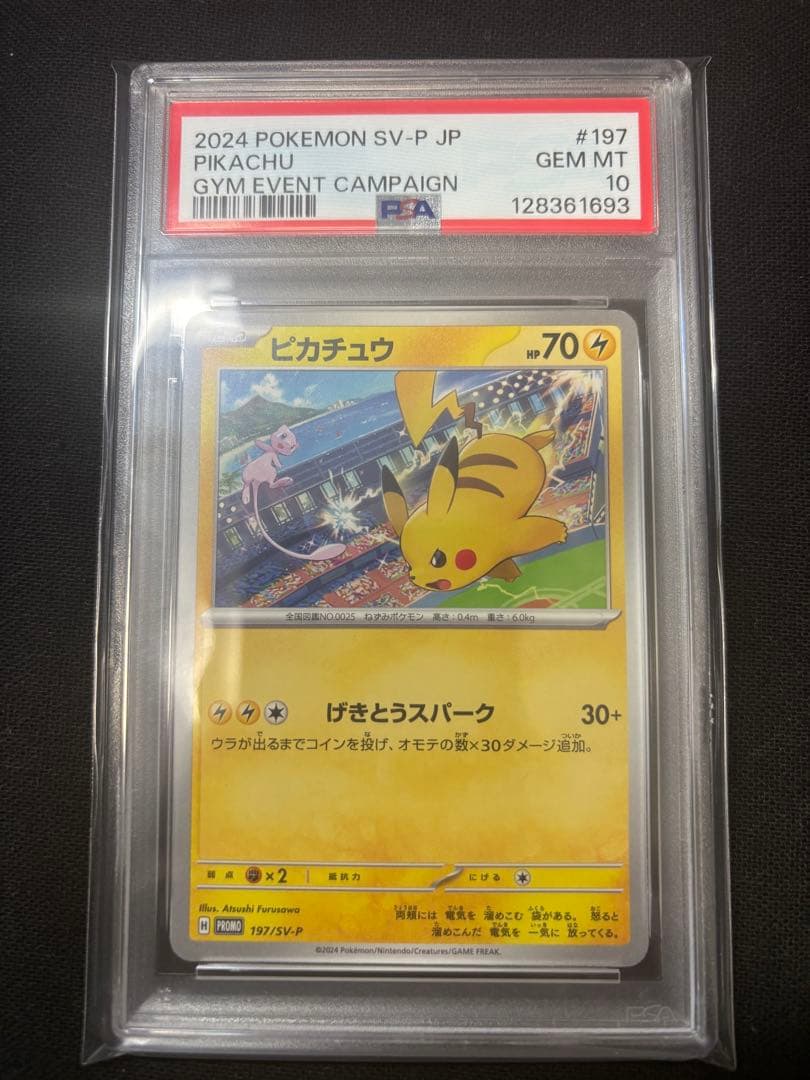 2024 POKEMON SV-P JP #197
PIKACHU GEM MT
GYM EVENT CAMPAIGN 10
PSA 128361693
ピカチュウ HP70
全国図鑑NO.0025 ねずみポケモン 高さ:0.4m 重さ:6.0kg
げきとうスパーク 30+
ウラが出るまでコインを投げ、オモテの数×30ダメージ追加。
弱点 ×2 抵抗力 にげる
Illus. Atsushi Furusawa
両頬には 電気を 溜めこむ 袋がある。 怒ると
H PROMO 197/SV-P
溜めこんだ 電気を 一気に 放ってくる。
©2024 Pokémon/Nintendo/Creatures/GAME FREAK.
PSA